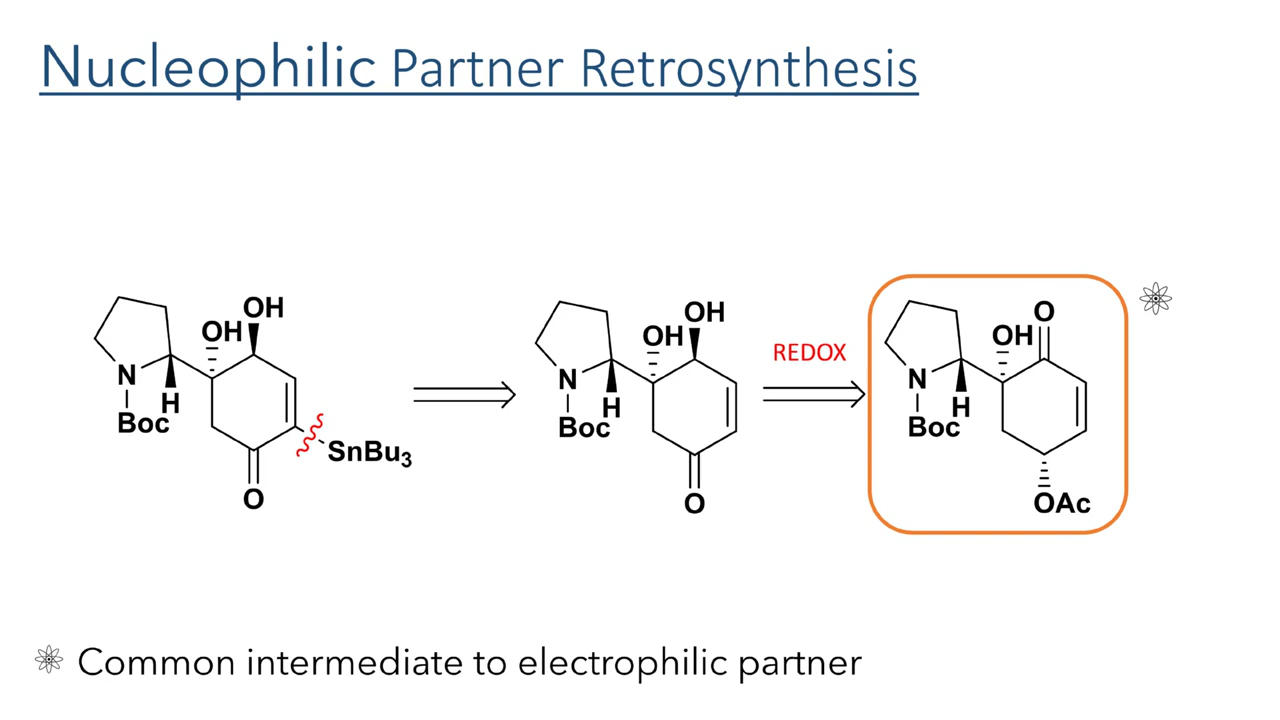 Nucleophilic Partner Retrosynthesis
OH
OH
N
H
Boc
SnBu3
O
OH
OH
N
H
Boc
O
REDOX
O
OH
N
H
Boc
OAc
Common intermediate to electrophilic partner